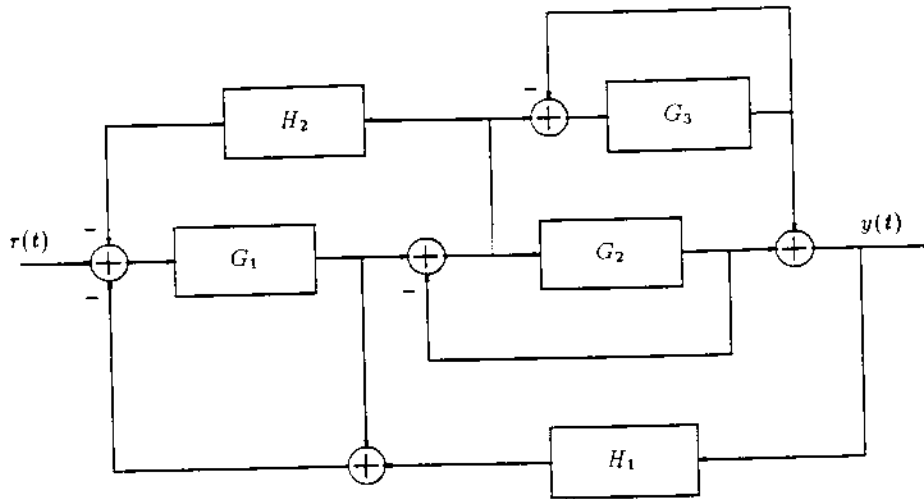 −
H₂
G₃
−
r(t)
G₁
−
G₂
y(t)
−
−
H₁